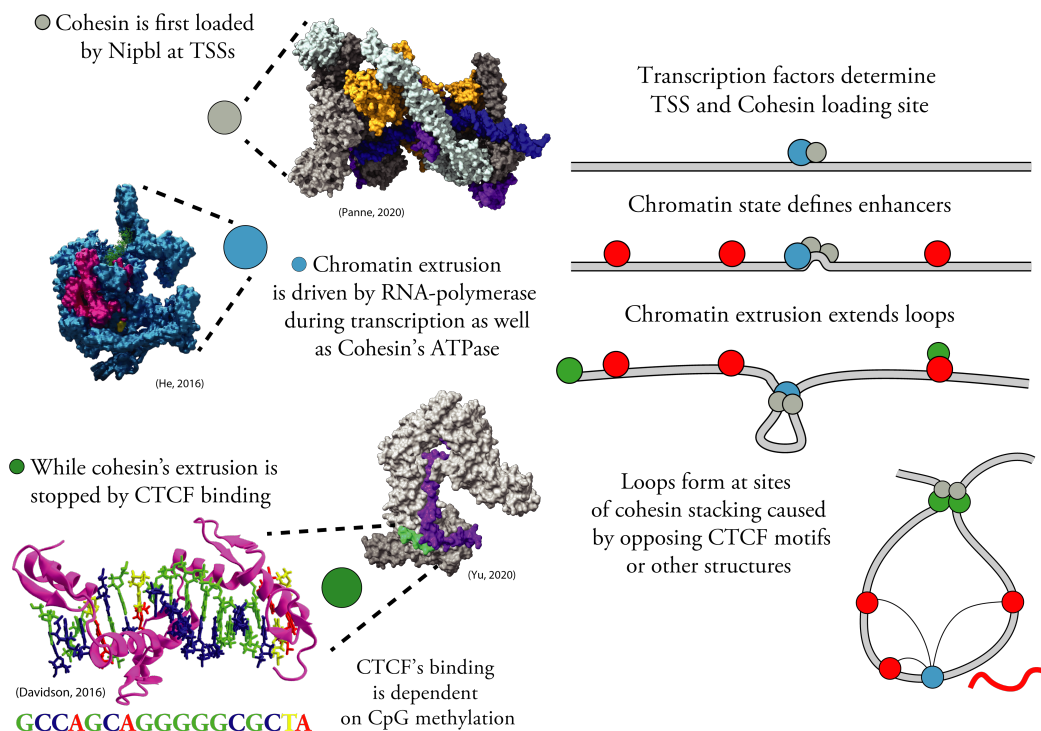 Cohesin is first loaded
by Nipbl at TSSs
(Panne, 2020)
(He, 2016)
Chromatin extrusion
is driven by RNA-polymerase
during transcription as well
as Cohesin's ATPase
While cohesin's extrusion is
stopped by CTCF binding
(Yu, 2020)
(Davidson, 2016)
GCCAGCAGGGGGCGCTA
CTCF's binding
is dependent
on CpG methylation
Transcription factors determine
TSS and Cohesin loading site
Chromatin state defines enhancers
Chromatin extrusion extends loops
Loops form at sites
of cohesin stacking caused
by opposing CTCF motifs
or other structures